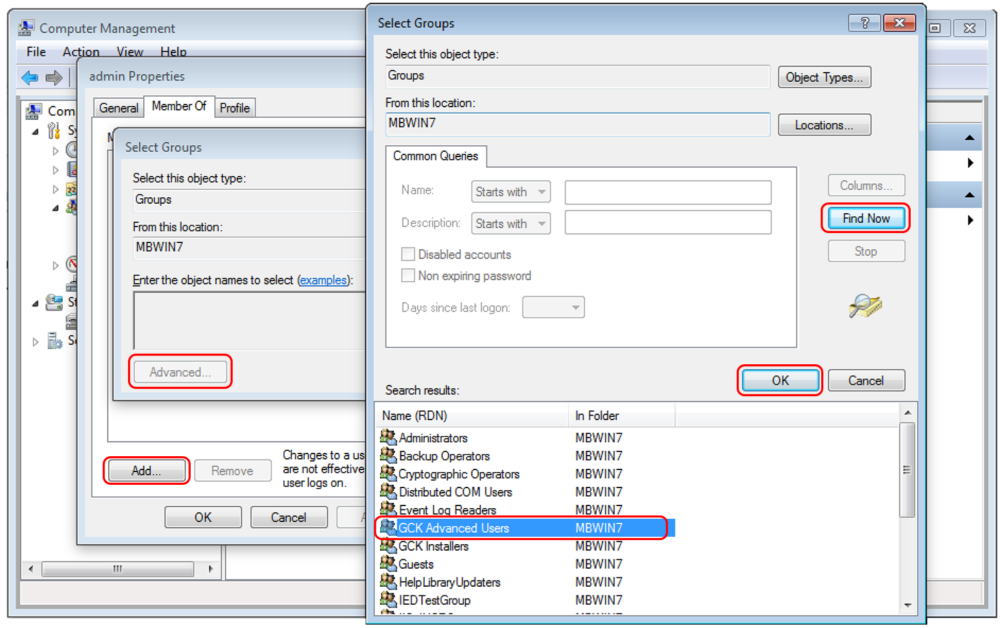 Computer Management
File Action View Help
admin Properties
General Member Of Profile
Select Groups
Select this object type:
Groups
From this location:
MBWIN7
Enter the object names to select (examples):
Advanced...
Add... Remove
Changes to a us
are not effective
user logs on.
OK Cancel
Com
Select Groups
Select this object type:
Groups
Object Types...
From this location:
MBWIN7
Locations...
Common Queries
Name: Starts with
Description: Starts with
Disabled accounts
Non expiring password
Days since last logon:
Columns...
Find Now
Stop
OK Cancel
Search results:
Name (RDN) In Folder
Administrators MBWIN7
Backup Operators MBWIN7
Cryptographic Operators MBWIN7
Distributed COM Users MBWIN7
Event Log Readers MBWIN7
GCK Advanced Users MBWIN7
GCK Installers MBWIN7
Guests MBWIN7
HelpLibraryUpdaters MBWIN7
IEDTestGroup MBWIN7